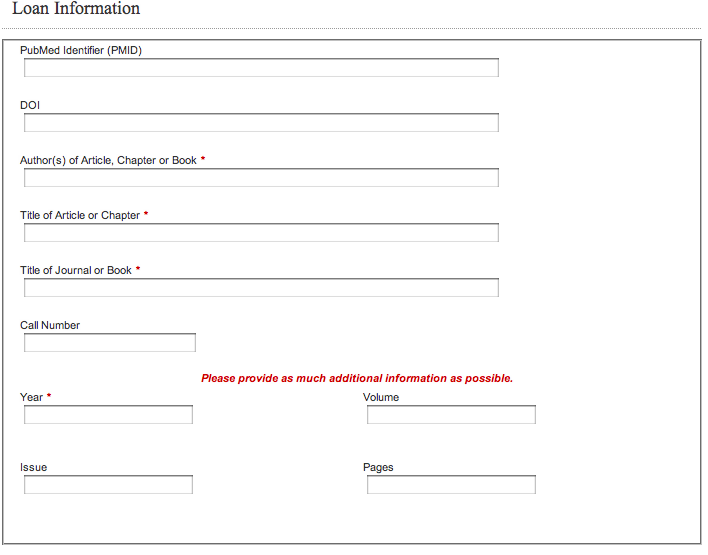 Loan Information
PubMed Identifier (PMID)
DOI
Author(s) of Article, Chapter or Book *
Title of Article or Chapter *
Title of Journal or Book *
Call Number
Please provide as much additional information as possible.
Year *
Volume
Issue
Pages